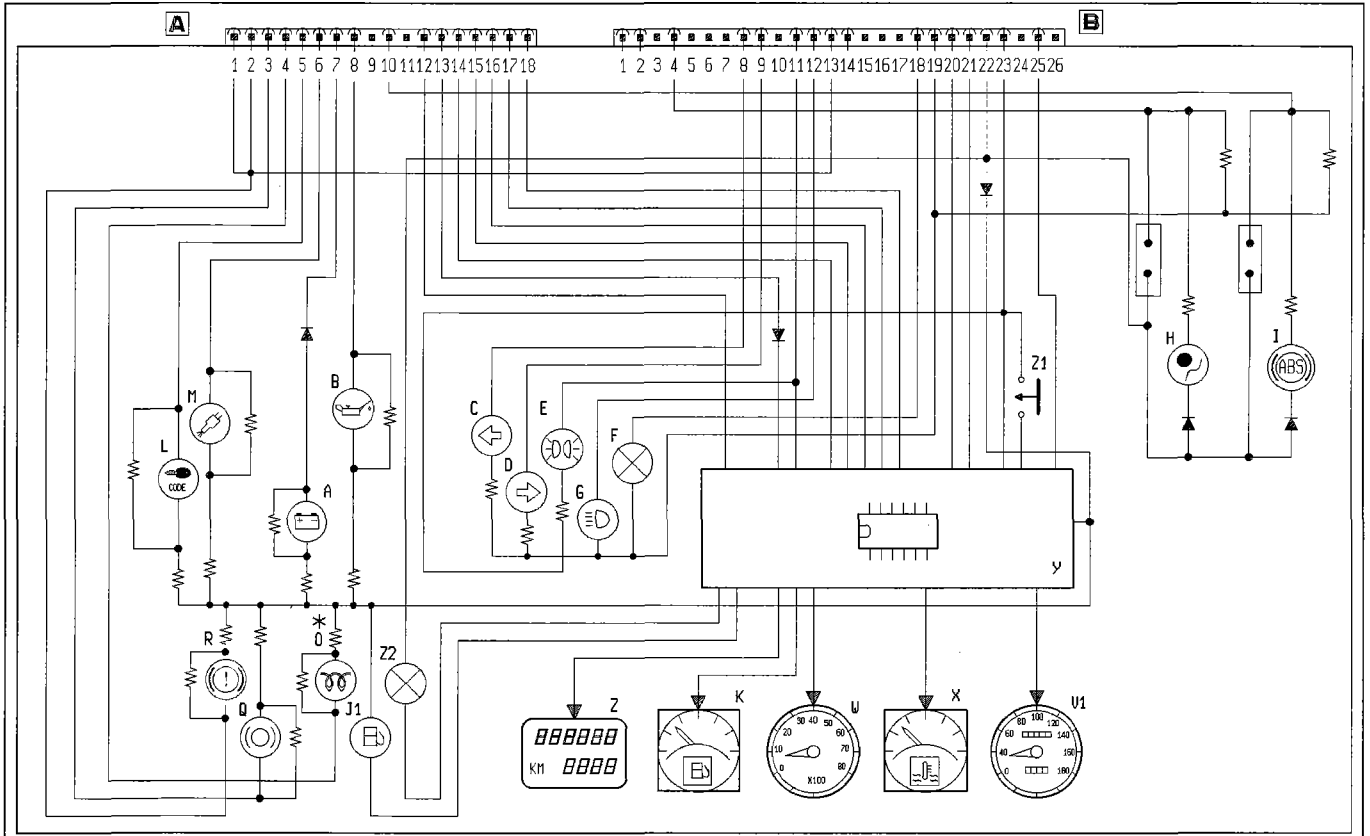 A
B
1 2 3 4 5 6 7 8 9 10 11 12 13 14 15 16 17 18
1 2 3 4 5 6 7 8 9 10 11 12 13 14 15 16 17 18 19 20 21 22 23 24 25 26
H
I
ABS
Z1
B
M
C
E
L
CODE
D
F
A
G
Y
*
R
0
Z2
!
Z
K
W
X
V1
Q
J1
888888
KM 8888
0 10 20 30 40 50 60 70 80
X100
0 40 60 80 100 120 140 160 180